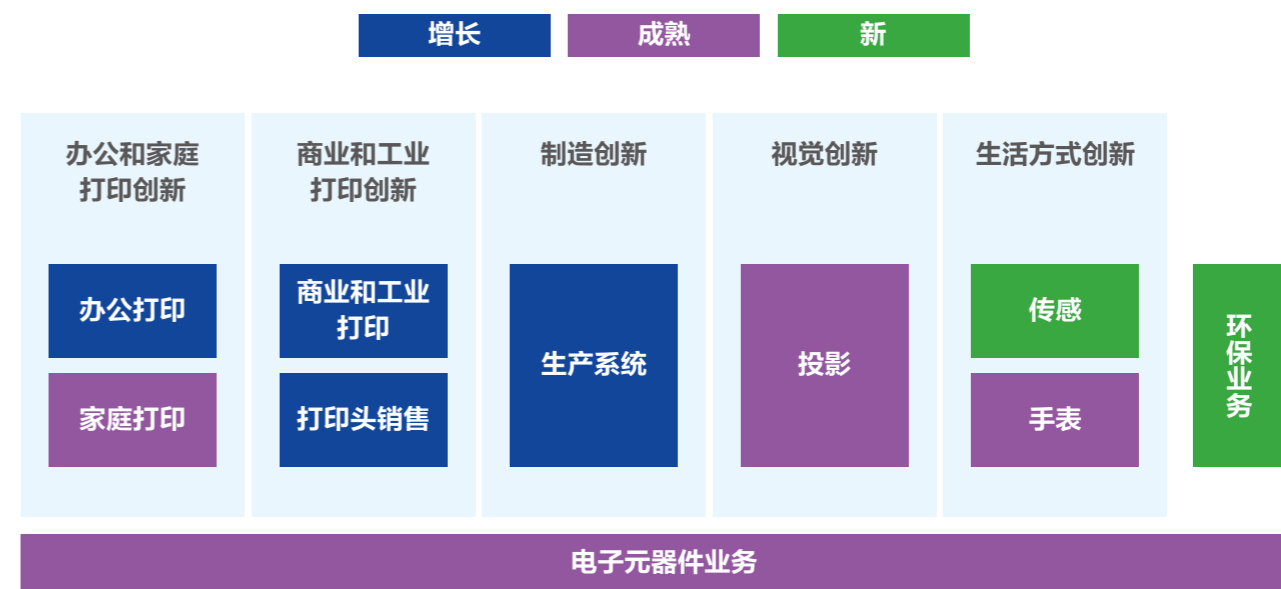 增长
成熟
新
办公和家庭
打印创新
商业和工业
打印创新
制造创新
视觉创新
生活方式创新
办公打印
家庭打印
商业和工业
打印
打印头销售
生产系统
投影
传感
手表
环保业务
电子元器件业务